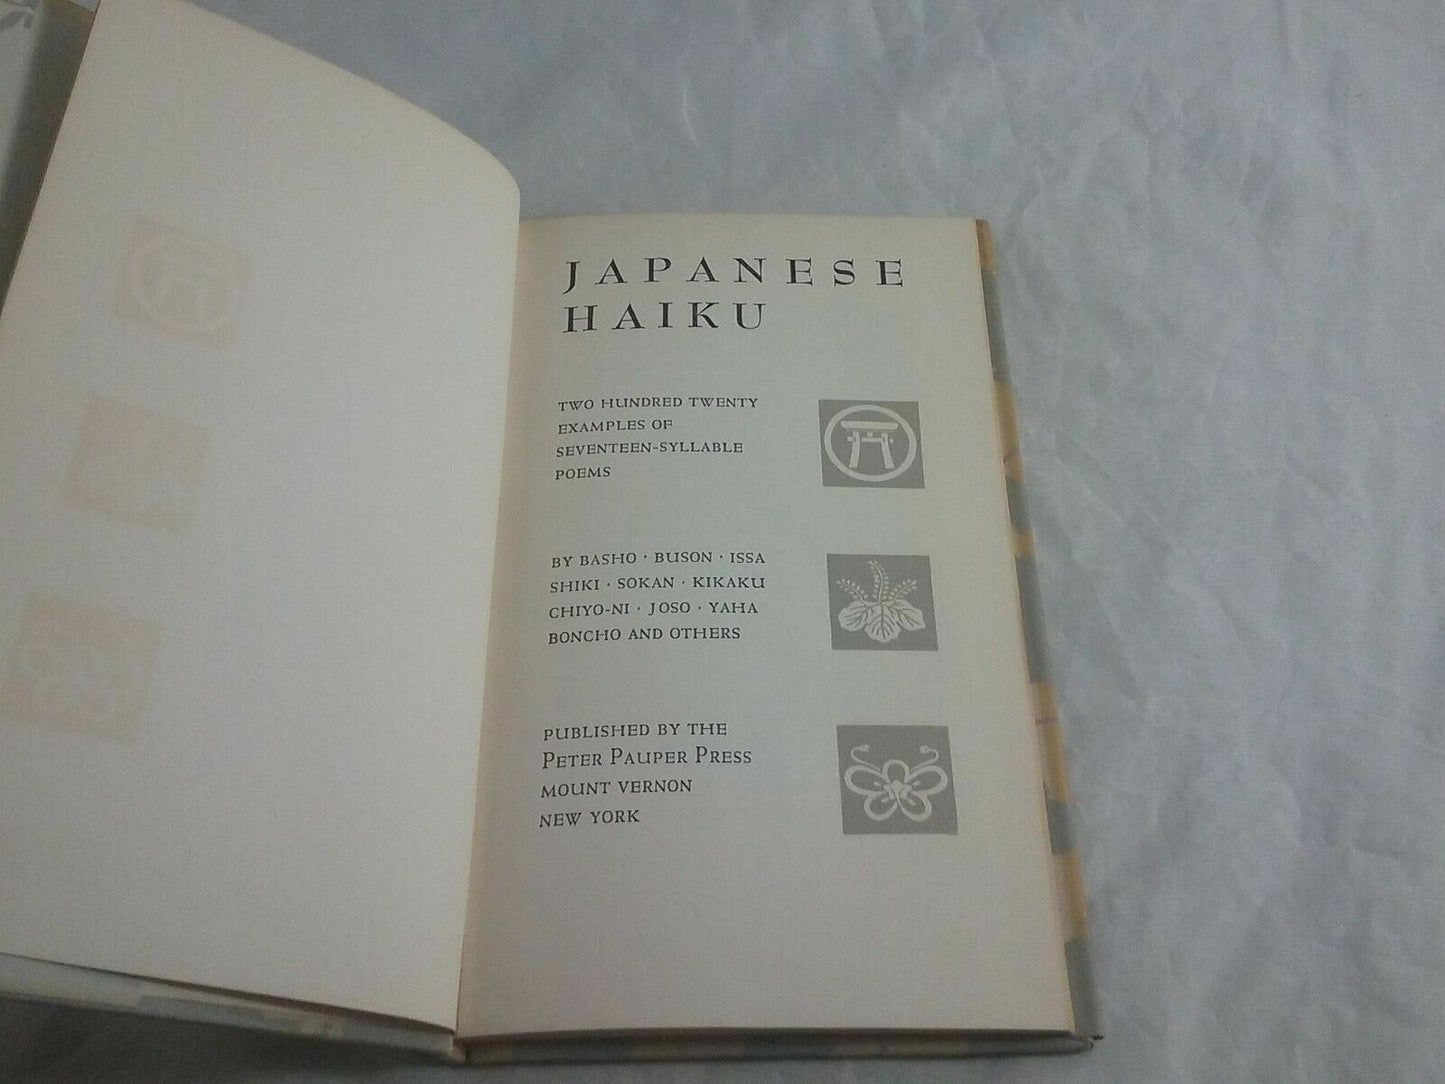 JAPANESE
HAIKU
TWO HUNDRED TWENTY
EXAMPLES OF
SEVENTEEN-SYLLABLE
POEMS
BY BASHO · BUSON · ISSA
SHIKI · SOKAN · KIKAKU
CHIYO-NI · JOSO · YAHA
BONCHO AND OTHERS
PUBLISHED BY THE
PETER PAUPER PRESS
MOUNT VERNON
NEW YORK